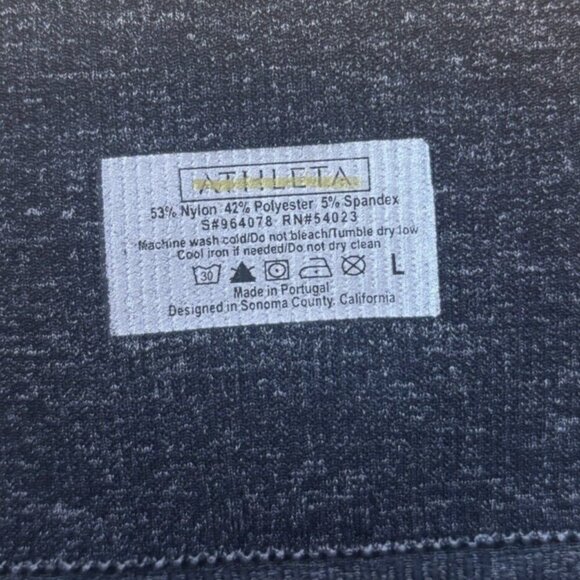 ATHLETA
53% Nylon 42% Polyester 5% Spandex
S#964078 RN#54023
Machine wash cold/Do not bleach/Tumble dry low
Cool iron if needed/Do not dry clean
30 L
Made in Portugal
Designed in Sonoma County, California